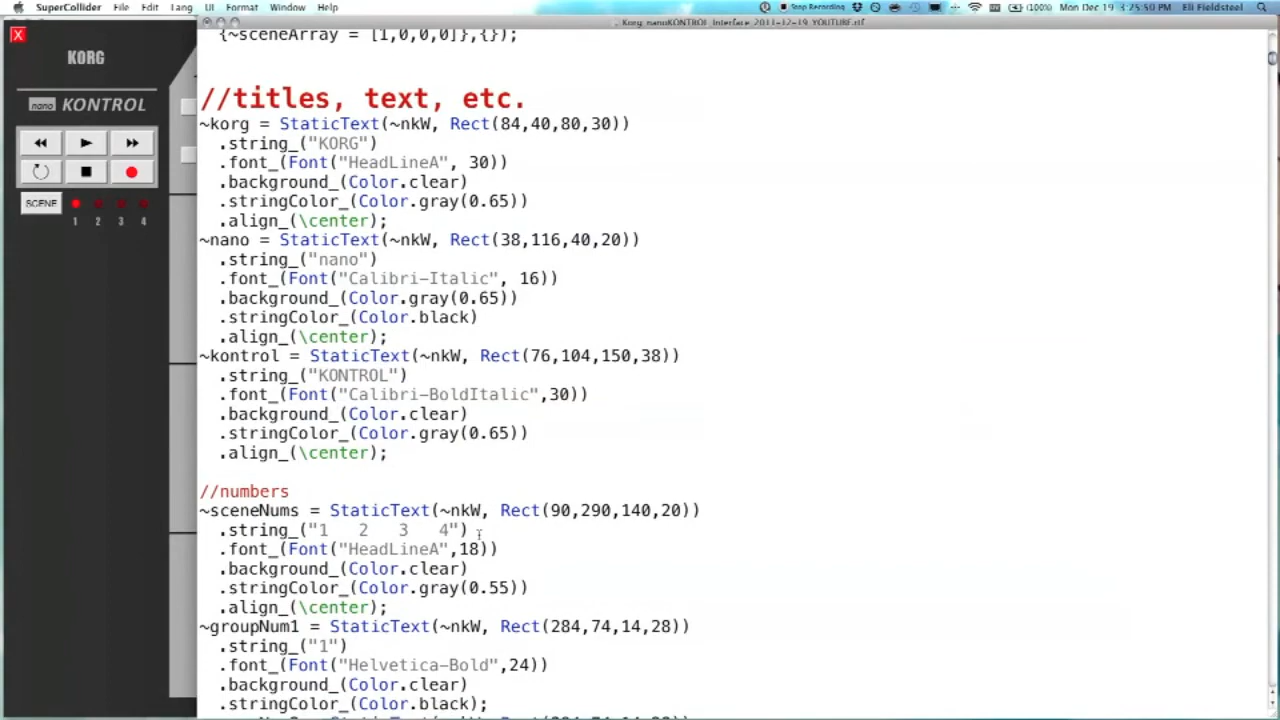 SuperCollider File Edit Lang UI Format Window Help Stop Recording (100%) Mon Dec 19 3:25:50 PM Eli Fieldsteel
Korg nanoKONTROL Interface 2011-12-19 YOUTUBE.rtf
X
KORG
nano KONTROL
SCENE
1 2 3 4
{~sceneArray = [1,0,0,0]},{});
//titles, text, etc.
~korg = StaticText(~nkW, Rect(84,40,80,30))
.string_("KORG")
.font_(Font("HeadLineA", 30))
.background_(Color.clear)
.stringColor_(Color.gray(0.65))
.align_(\center);
~nano = StaticText(~nkW, Rect(38,116,40,20))
.string_("nano")
.font_(Font("Calibri-Italic", 16))
.background_(Color.gray(0.65))
.stringColor_(Color.black)
.align_(\center);
~kontrol = StaticText(~nkW, Rect(76,104,150,38))
.string_("KONTROL")
.font_(Font("Calibri-BoldItalic",30))
.background_(Color.clear)
.stringColor_(Color.gray(0.65))
.align_(\center);
//numbers
~sceneNums = StaticText(~nkW, Rect(90,290,140,20))
.string_("1   2   3   4")
.font_(Font("HeadLineA",18))
.background_(Color.clear)
.stringColor_(Color.gray(0.55))
.align_(\center);
~groupNum1 = StaticText(~nkW, Rect(284,74,14,28))
.string_("1")
.font_(Font("Helvetica-Bold",24))
.background_(Color.clear)
.stringColor_(Color.black);